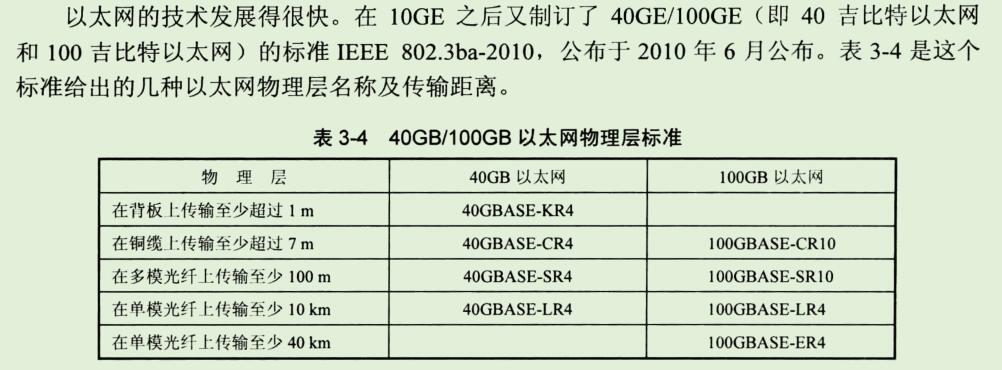 以太网的技术发展得很快。在 10GE 之后又制订了 40GE/100GE（即 40 吉比特以太网
和 100 吉比特以太网）的标准 IEEE 802.3ba-2010，公布于 2010 年 6 月公布。表 3-4 是这个
标准给出的几种以太网物理层名称及传输距离。
表 3-4 40GB/100GB 以太网物理层标准
物 理 层 40GB 以太网 100GB 以太网
在背板上传输至少超过 1 m 40GBASE-KR4
在铜缆上传输至少超过 7 m 40GBASE-CR4 100GBASE-CR10
在多模光纤上传输至少 100 m 40GBASE-SR4 100GBASE-SR10
在单模光纤上传输至少 10 km 40GBASE-LR4 100GBASE-LR4
在单模光纤上传输至少 40 km 100GBASE-ER4